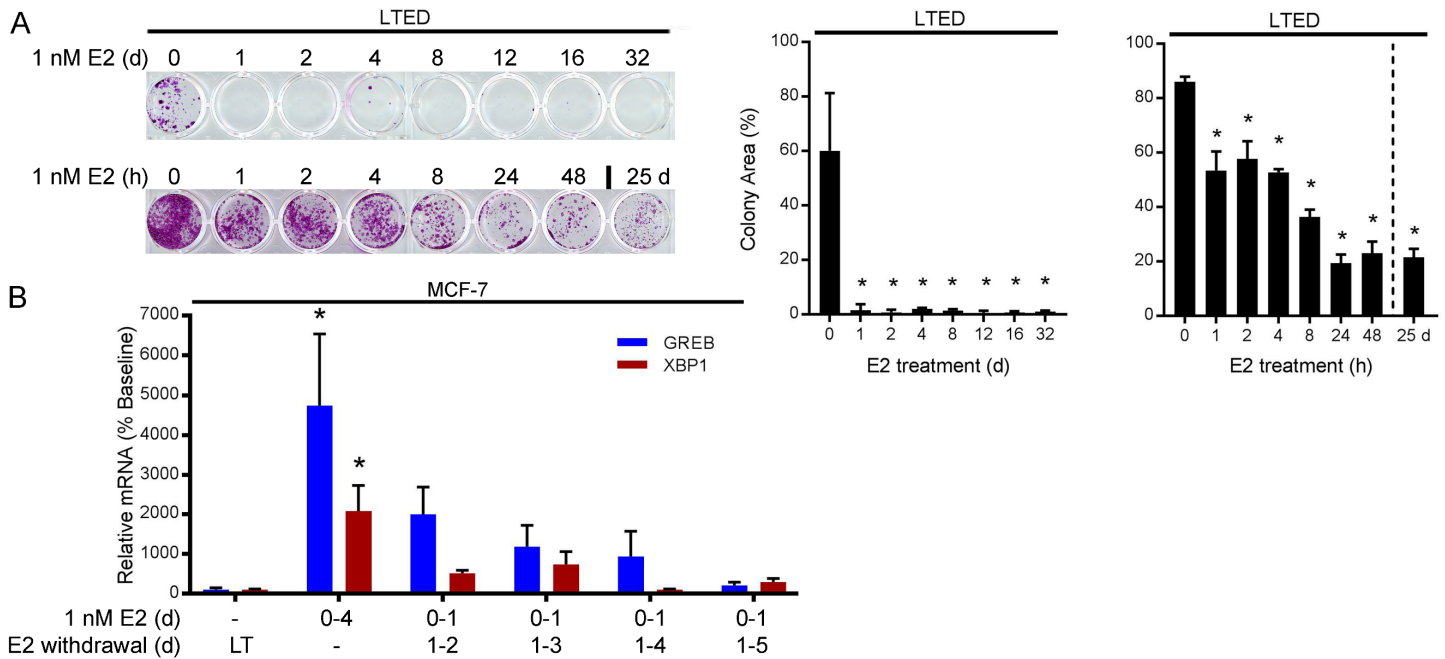 A
LTED
1 nM E2 (d) 0 1 2 4 8 12 16 32
1 nM E2 (h) 0 1 2 4 8 24 48 25 d
LTED
100
80
60
40
20
0
Colony Area (%)
* * * * * * *
0 1 2 4 8 12 16 32
E2 treatment (d)
LTED
100
80
60
40
20
0
* * * * * * *
0 1 2 4 8 24 48 25 d
E2 treatment (h)
B
MCF-7
7000
6000
5000
4000
3000
2000
1000
0
Relative mRNA (% Baseline)
* *
GREB
XBP1
1 nM E2 (d) - 0-4 0-1 0-1 0-1 0-1
E2 withdrawal (d) LT - 1-2 1-3 1-4 1-5